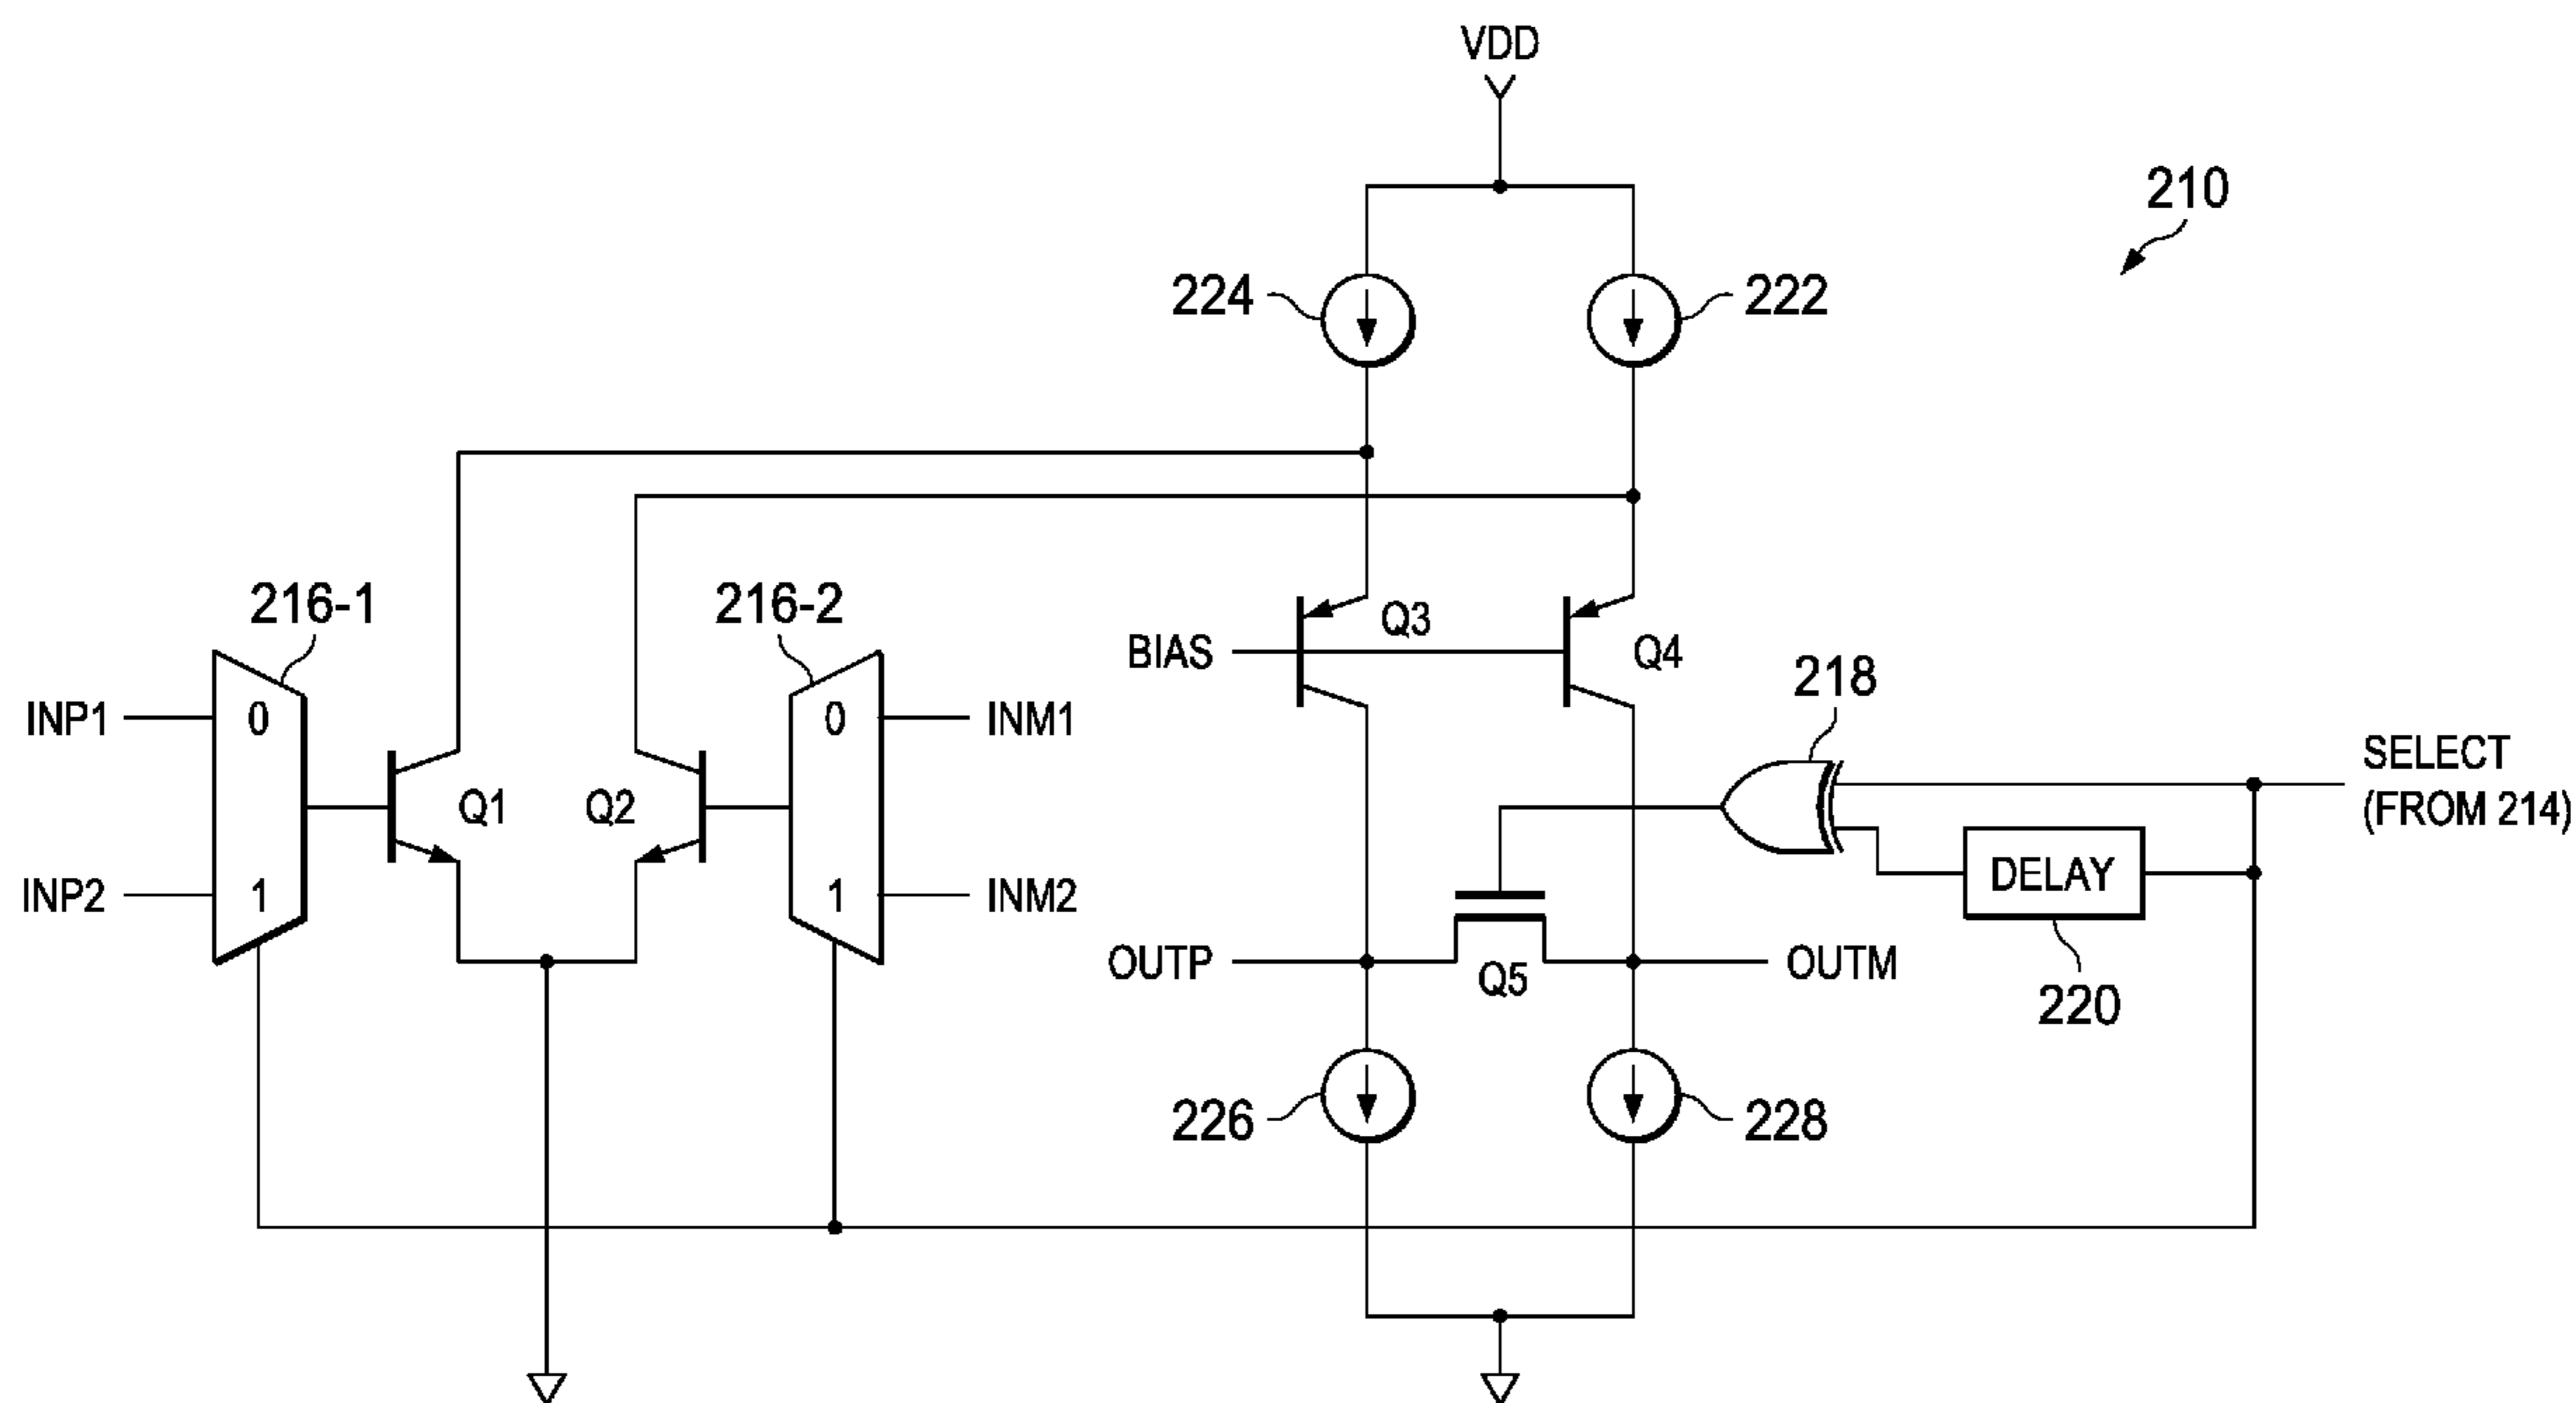 VDD
210
224
222
216-1
216-2
Q3
BIAS
Q4
218
INP1
0
0
INM1
SELECT
(FROM 214)
Q1
Q2
DELAY
INP2
1
1
INM2
OUTP
Q5
OUTM
220
226
228